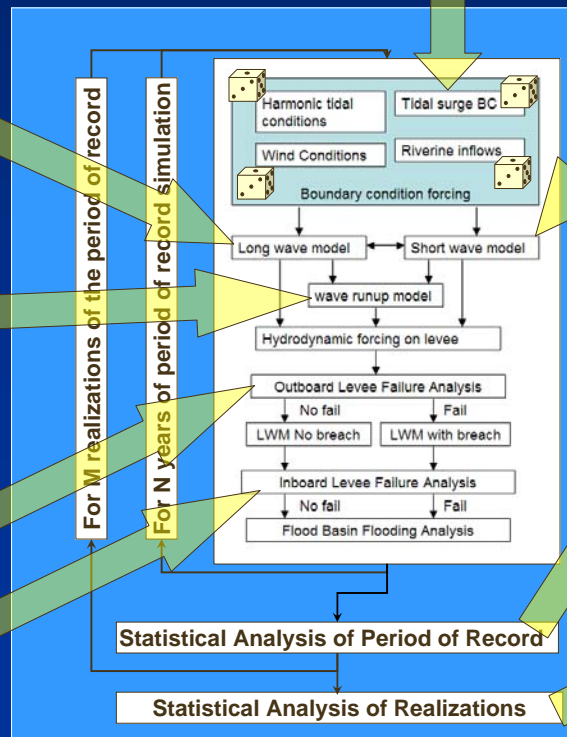 For M realizations of the period of record
For N years of period of record simulation
Harmonic tidal
conditions
Tidal surge BC
Wind Conditions
Riverine inflows
Boundary condition forcing
Long wave model
Short wave model
wave runup model
Hydrodynamic forcing on levee
Outboard Levee Failure Analysis
No fail
Fail
LWM No breach
LWM with breach
Inboard Levee Failure Analysis
No fail
Fail
Flood Basin Flooding Analysis
Statistical Analysis of Period of Record
Statistical Analysis of Realizations